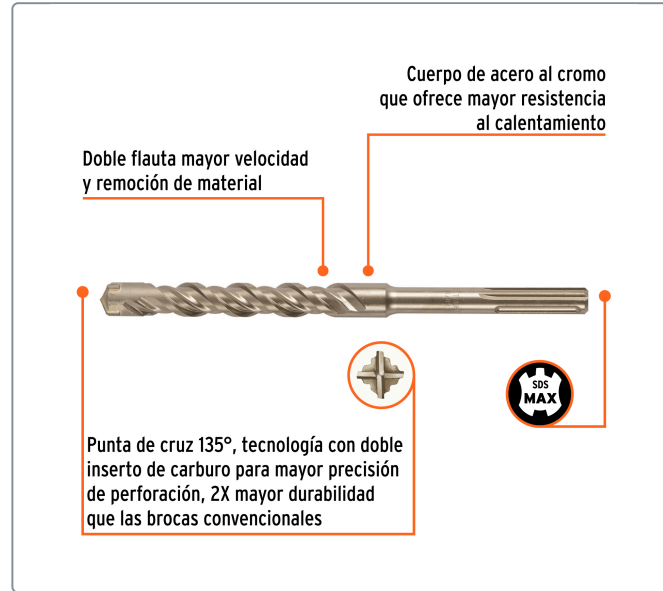 Cuerpo de acero al cromo
que ofrece mayor resistencia
al calentamiento
Doble flauta mayor velocidad
y remoción de material
SDS
MAX
Punta de cruz 135°, tecnología con doble
inserto de carburo para mayor precisión
de perforación, 2X mayor durabilidad
que las brocas convencionales